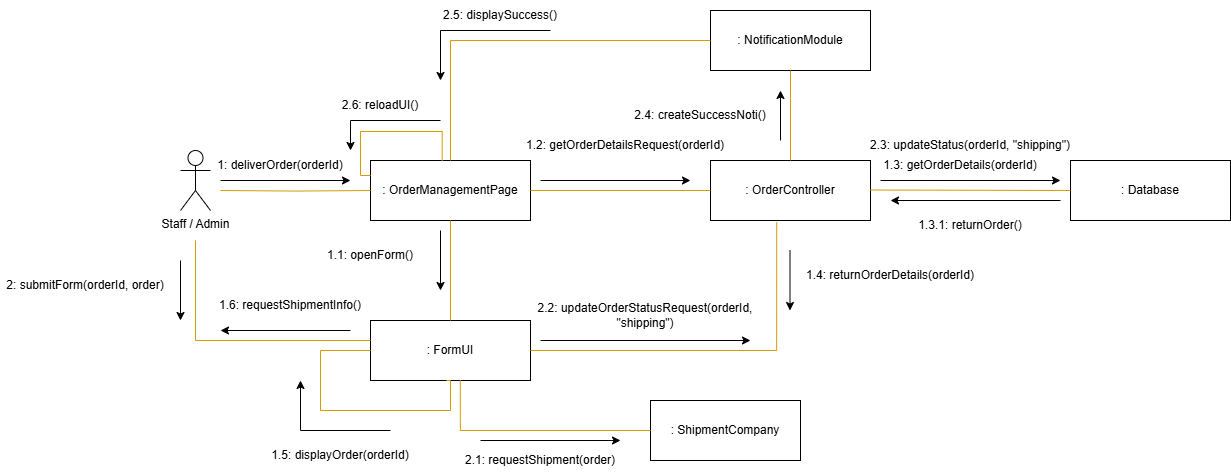 2.5: displaySuccess()
: NotificationModule
2.6: reloadUI()
2.4: createSuccessNoti()
1: deliverOrder(orderId)
1.2: getOrderDetailsRequest(orderId)
2.3: updateStatus(orderId, "shipping")
1.3: getOrderDetails(orderId)
: OrderManagementPage
: OrderController
: Database
Staff / Admin
1.3.1: returnOrder()
1.1: openForm()
1.4: returnOrderDetails(orderId)
2: submitForm(orderId, order)
1.6: requestShipmentInfo()
2.2: updateOrderStatusRequest(orderId,
"shipping")
: FormUI
: ShipmentCompany
1.5: displayOrder(orderId)
2.1: requestShipment(order)